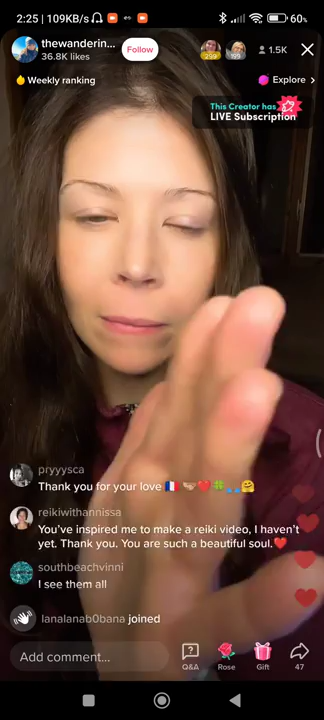 2:25 | 109KB/s
60%
thewanderin...
36.8K likes
Follow
299
199
1.5K
Weekly ranking
Explore >
This Creator has
LIVE Subscription
pryyysca
Thank you for your love 🇫🇷 🤝🏼❤️🍀🙏🤗
reikiwithannissa
You've inspired me to make a reiki video, I haven't
yet. Thank you. You are such a beautiful soul.❤️
southbeachvinni
I see them all
lanalanab0bana joined
Add comment...
Q&A
Rose
Gift
47